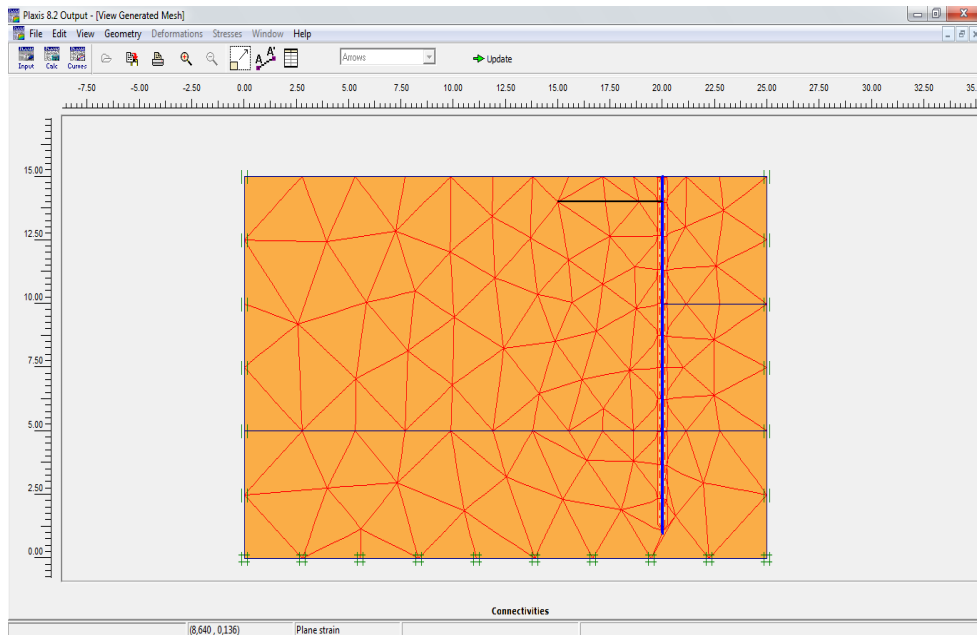 Plaxis 8.2 Output - [View Generated Mesh]
File Edit View Geometry Deformations Stresses Window Help
Input Calc Curves A A' Arrows Update
-7.50 -5.00 -2.50 0.00 2.50 5.00 7.50 10.00 12.50 15.00 17.50 20.00 22.50 25.00 27.50 30.00 32.50 35.
15.00
12.50
10.00
7.50
5.00
2.50
0.00
Connectivities
(8,640 , 0,136) Plane strain